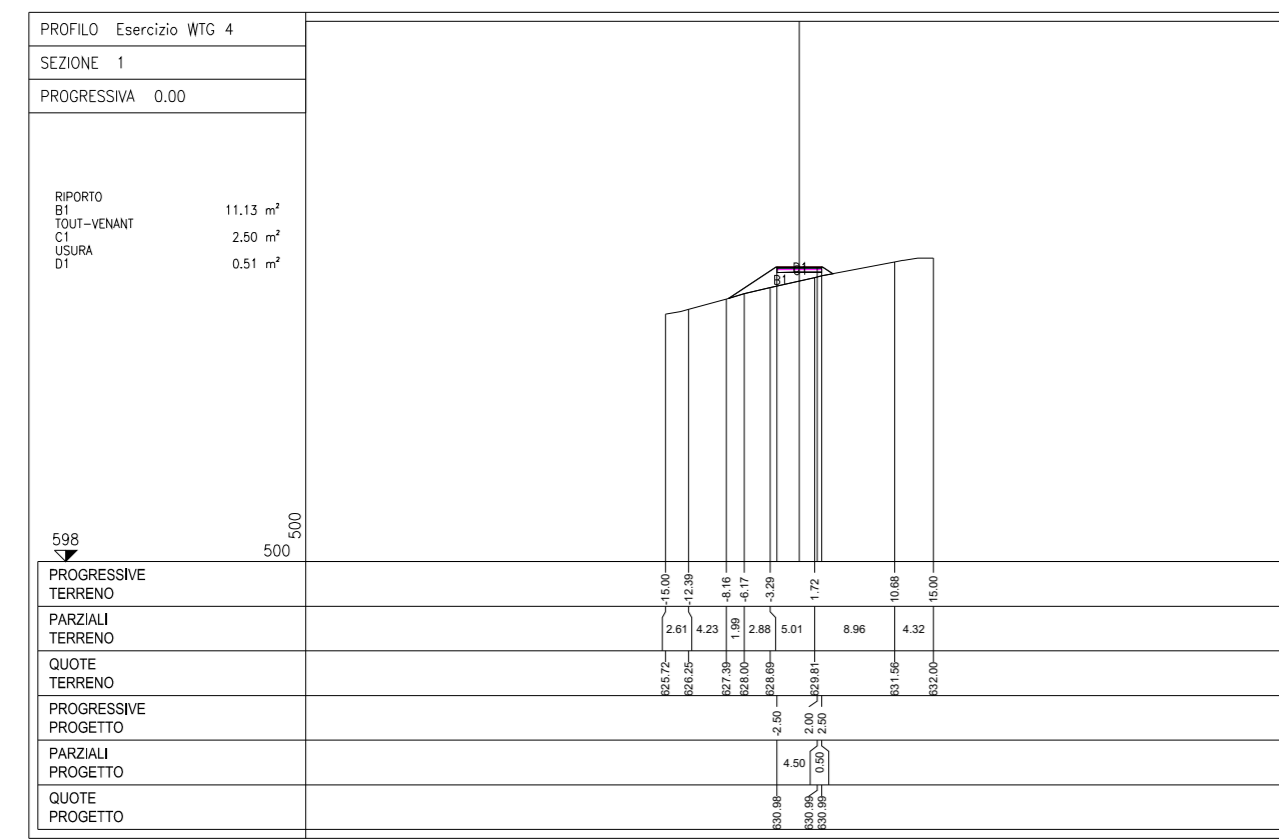 PROFILO Esercizio WTG 4
SEZIONE 1
PROGRESSIVA 0.00
RIPORTO
B1 11.13 m²
TOUT-VENANT
C1 2.50 m²
USURA
D1 0.51 m²
B1
598
500
500
PROGRESSIVE
TERRENO
-15.00 -12.39 -8.16 -6.17 -3.29 1.72 10.68 15.00
PARZIALI
TERRENO
2.61 4.23 1.99 2.88 5.01 8.96 4.32
QUOTE
TERRENO
625.72 626.25 627.39 628.00 628.69 629.81 631.56 632.00
PROGRESSIVE
PROGETTO
-2.50 2.00 2.50
PARZIALI
PROGETTO
4.50 0.50
QUOTE
PROGETTO
630.98 630.99 630.99